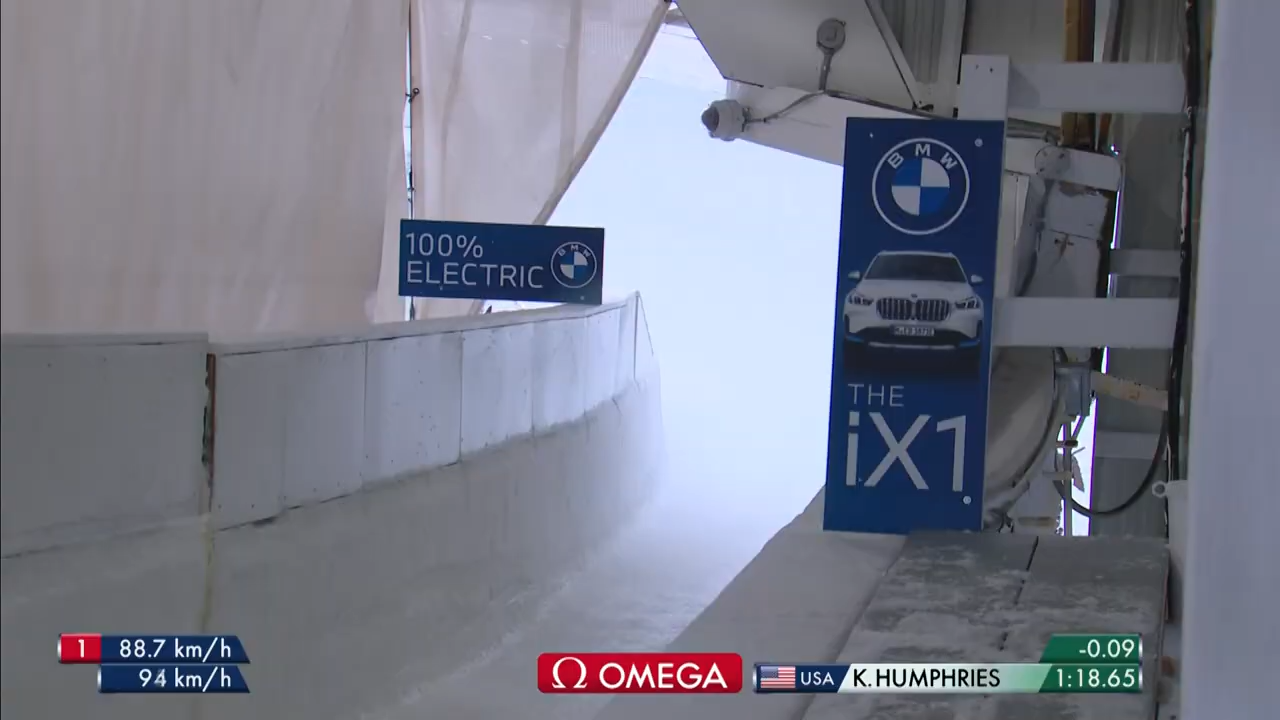 BMW
100%
ELECTRIC
BMW
THE
iX1
1 88.7 km/h
94 km/h
Ω OMEGA
USA K.HUMPHRIES
-0.09
1:18.65